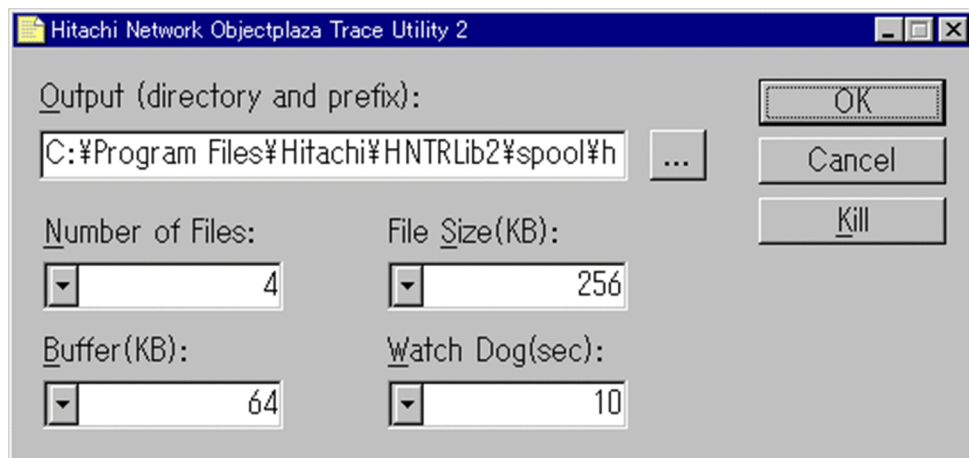 Hitachi Network Objectplaza Trace Utility 2
Output (directory and prefix):
C:¥Program Files¥Hitachi¥HNTRLib2¥spool¥h
...
OK
Cancel
Kill
Number of Files:
File Size(KB):
4
256
Buffer(KB):
Watch Dog(sec):
64
10